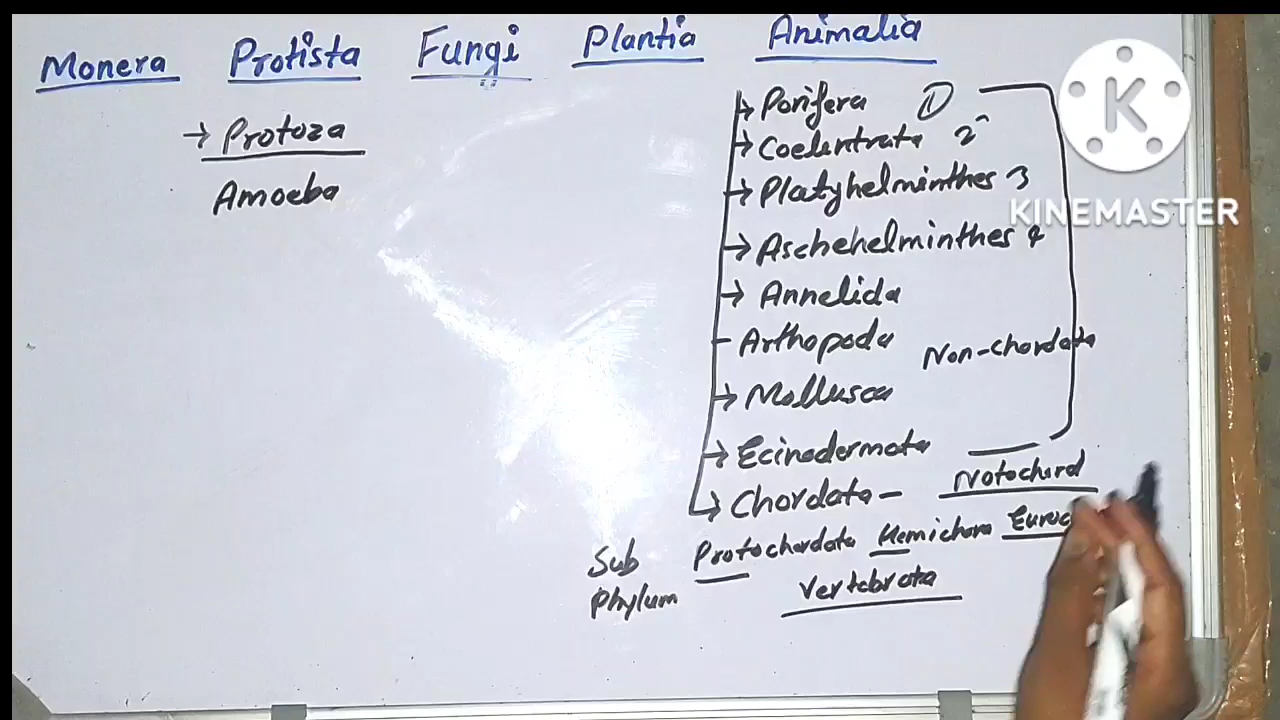 Monera Protista Fungi Plantia Animalia
→ Protoza
Amoeba
→ Porifera 1
→ Coelentrata 2
→ Platyhelminthes 3
→ Aschehelminthes 4
→ Annelida
- Arthopoda
Non-chordata
→ Mollusca
→ Ecinodermata
→ Chordata - Notochord
Sub Phylum
Protochordata Hemichora
Vertebrata
K
KINEMASTER